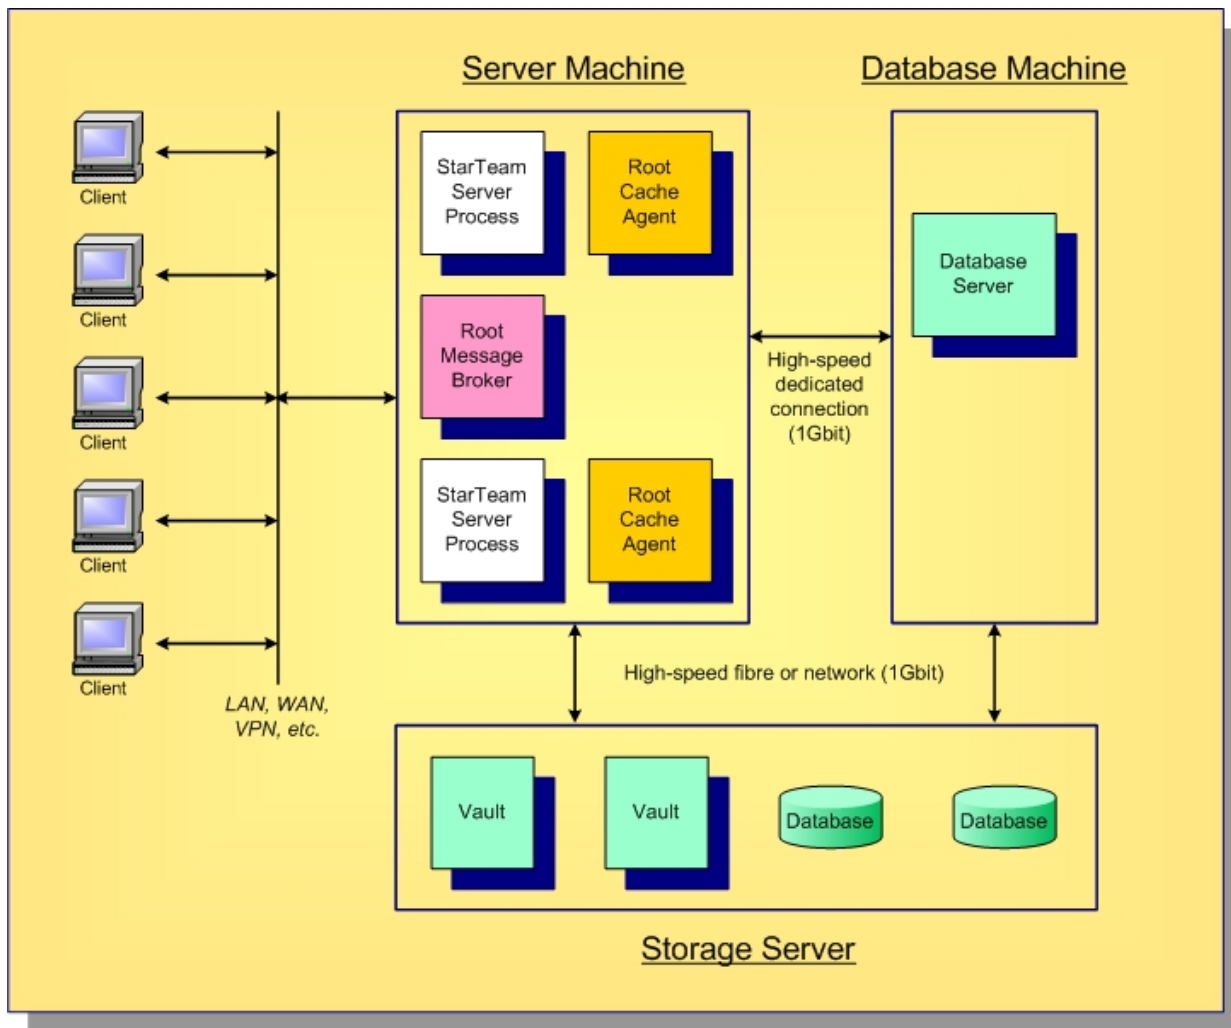 Server Machine
Database Machine
Client
Client
Client
Client
Client
LAN, WAN,
VPN, etc.
StarTeam
Server
Process
Root
Cache
Agent
Root
Message
Broker
StarTeam
Server
Process
Root
Cache
Agent
High-speed
dedicated
connection
(1Gbit)
Database
Server
High-speed fibre or network (1Gbit)
Vault
Vault
Database
Database
Storage Server